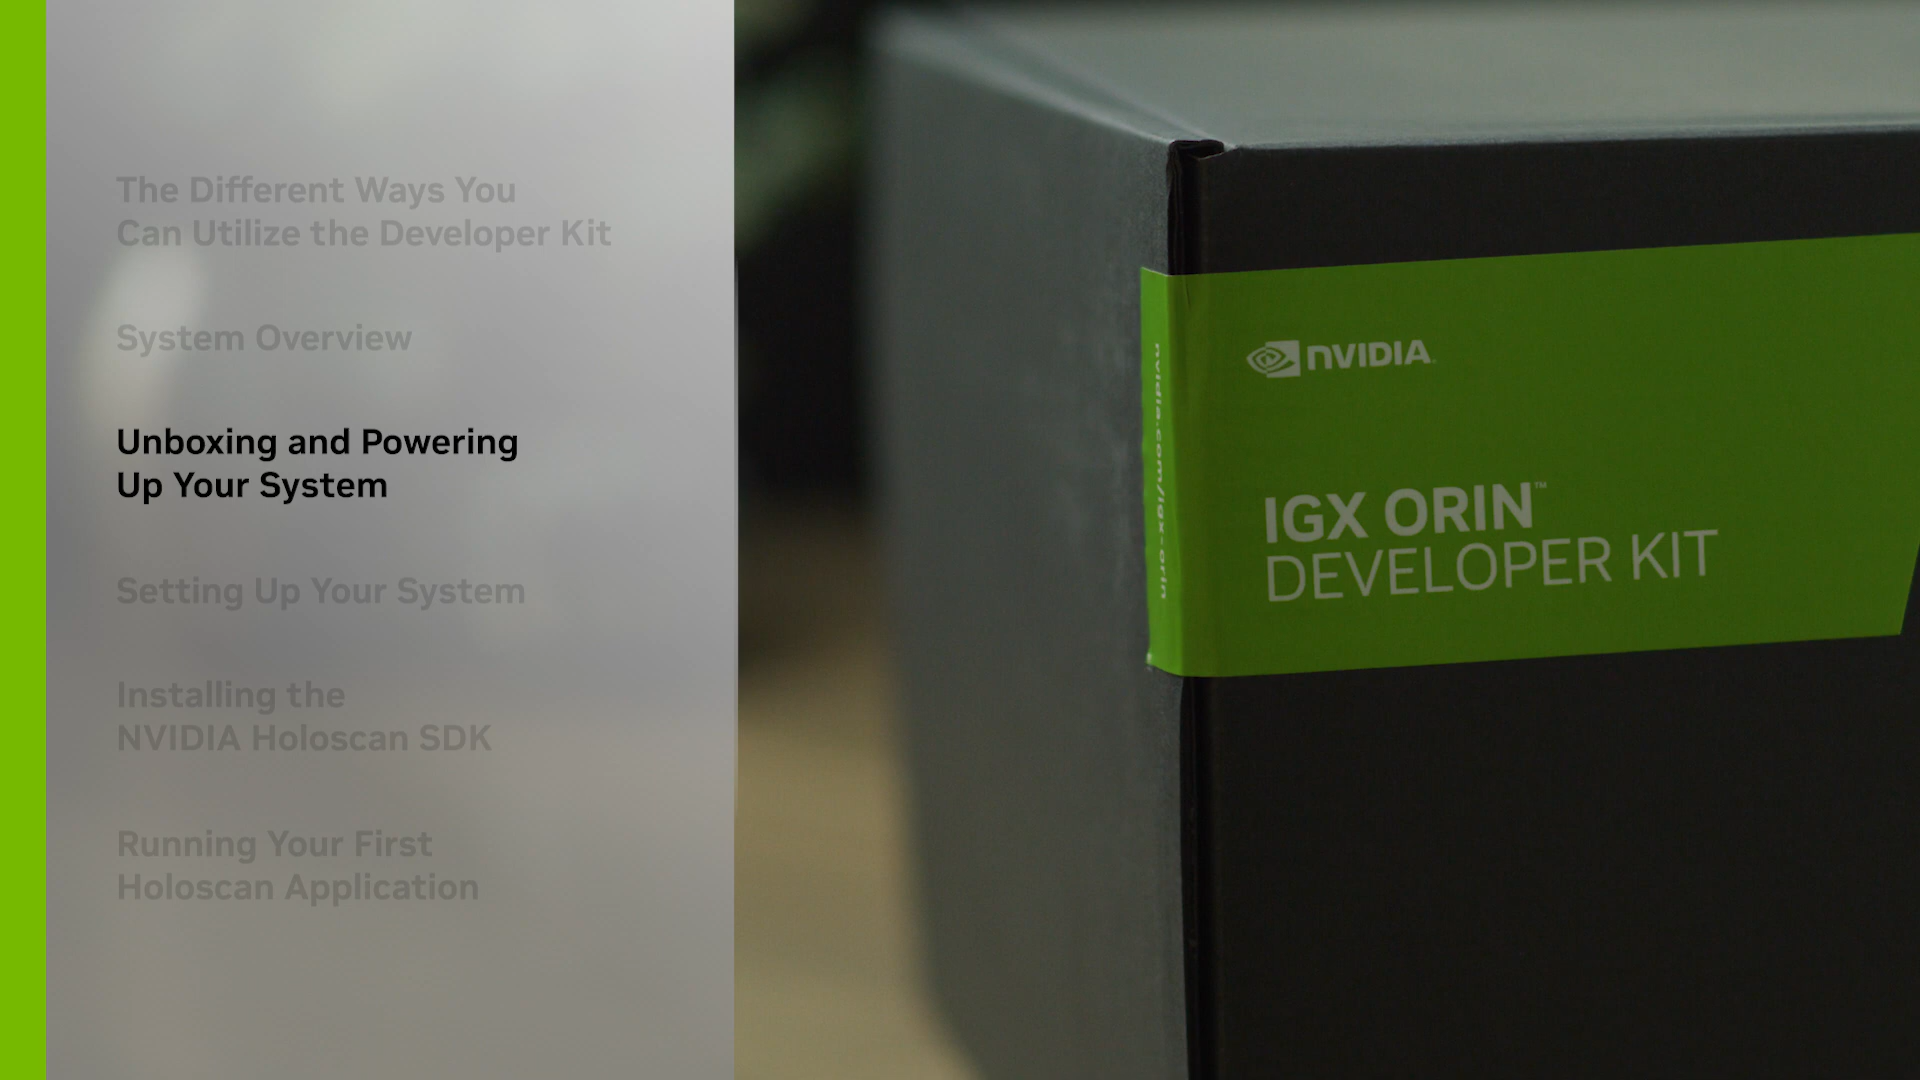 The Different Ways You
Can Utilize the Developer Kit
System Overview
Unboxing and Powering
Up Your System
Setting Up Your System
Installing the
NVIDIA Holoscan SDK
Running Your First
Holoscan Application
nvidia.com/igx-orin
NVIDIA.
IGX ORIN™
DEVELOPER KIT